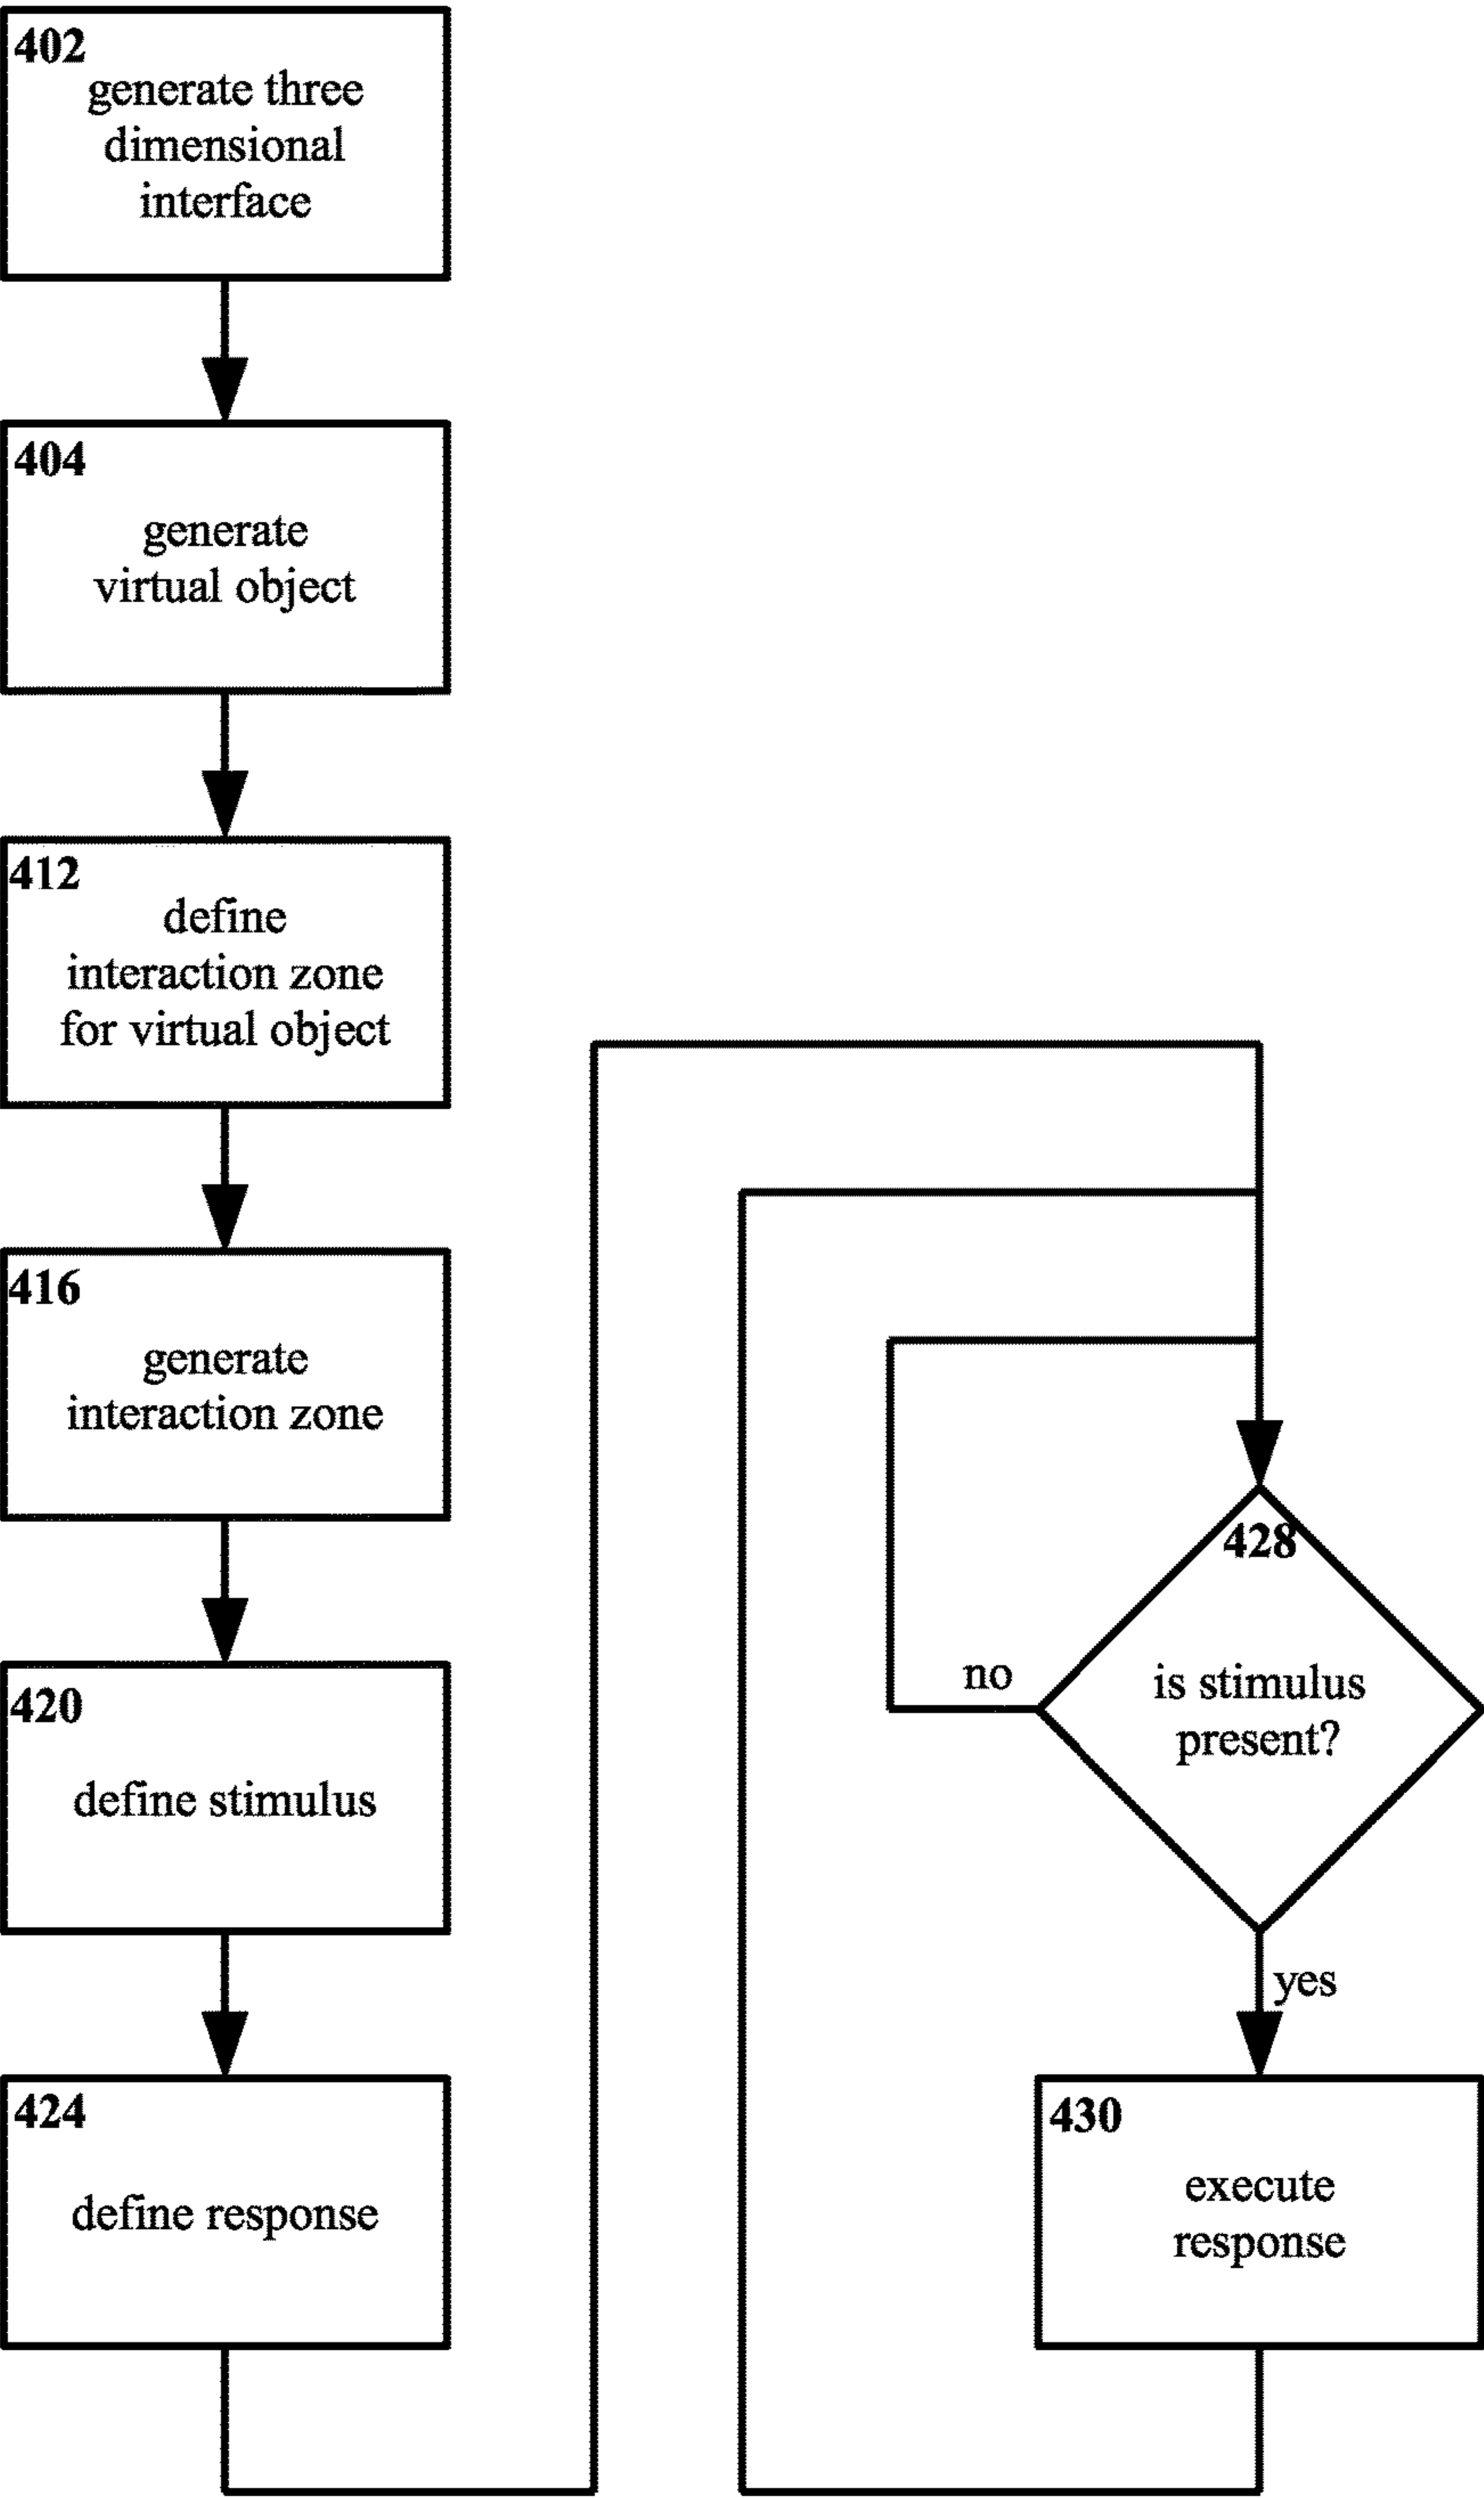 402
generate three
dimensional
interface
404
generate
virtual object
412
define
interaction zone
for virtual object
416
generate
interaction zone
420
define stimulus
424
define response
428
is stimulus
present?
no
yes
430
execute
response